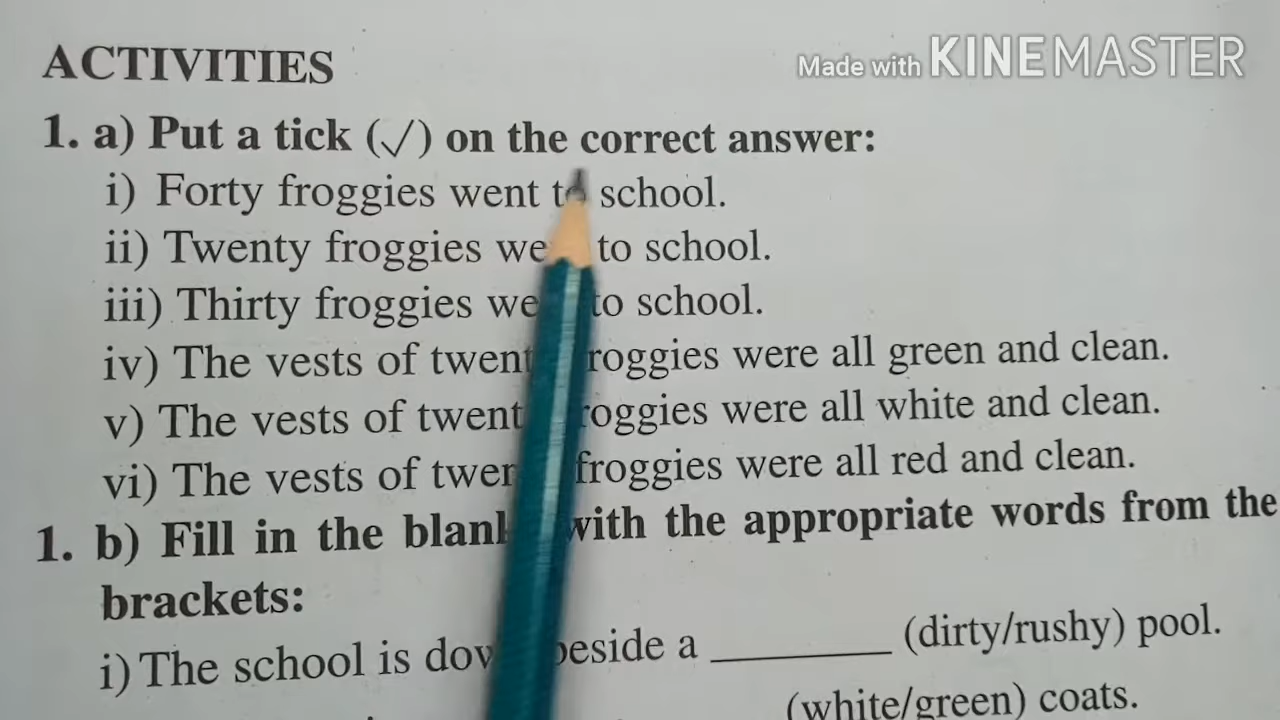 ACTIVITIES
Made with KINEMASTER
1. a) Put a tick (✓) on the correct answer:
i) Forty froggies went to school.
ii) Twenty froggies we to school.
iii) Thirty froggies we to school.
iv) The vests of twent roggies were all green and clean.
v) The vests of twent roggies were all white and clean.
vi) The vests of twen froggies were all red and clean.
1. b) Fill in the blank with the appropriate words from the
brackets:
i) The school is dow beside a ________ (dirty/rushy) pool.
(white/green) coats.